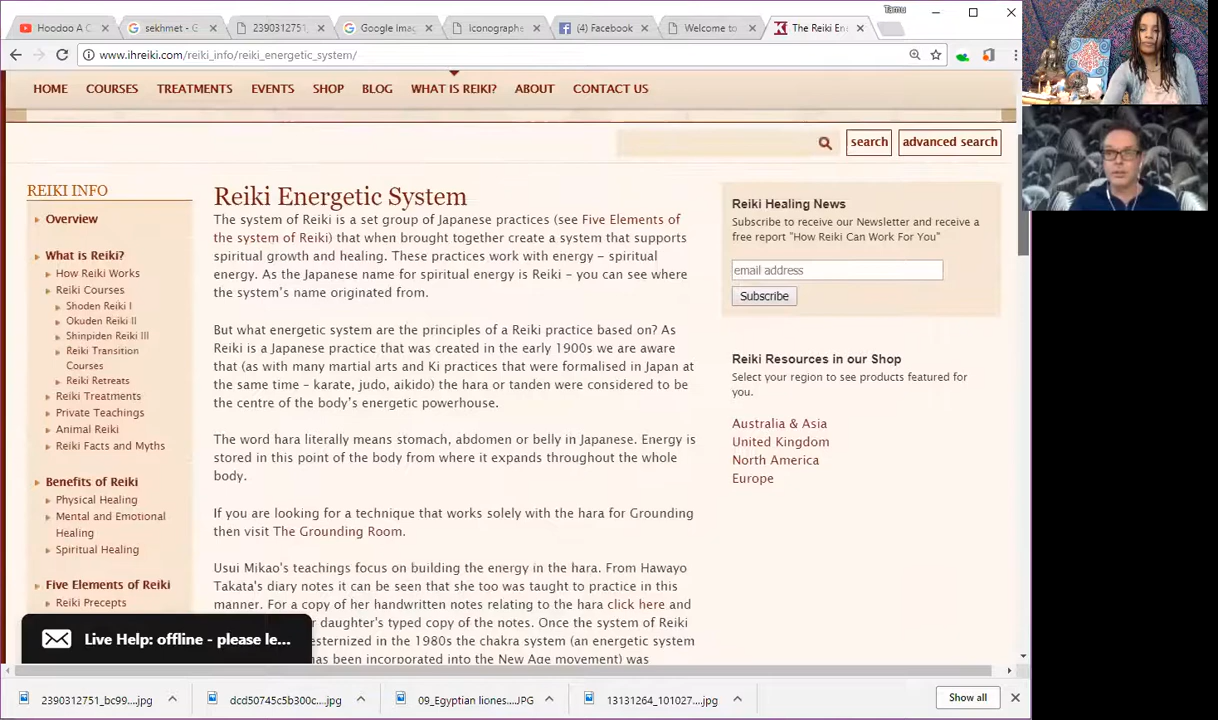 Tamu
Hoodoo A C
sekhmet - G
2390312751
Google Ima
Iconographe
(4) Facebook
Welcome to
The Reiki En
www.ihreiki.com/reiki_info/reiki_energetic_system/
HOME COURSES TREATMENTS EVENTS SHOP BLOG WHAT IS REIKI? ABOUT CONTACT US
search advanced search
REIKI INFO
Overview
What is Reiki?
How Reiki Works
Reiki Courses
Shoden Reiki I
Okuden Reiki II
Shinpiden Reiki III
Reiki Transition
Courses
Reiki Retreats
Reiki Treatments
Private Teachings
Animal Reiki
Reiki Facts and Myths
Benefits of Reiki
Physical Healing
Mental and Emotional
Healing
Spiritual Healing
Five Elements of Reiki
Reiki Precepts
Reiki Energetic System
The system of Reiki is a set group of Japanese practices (see Five Elements of
the system of Reiki) that when brought together create a system that supports
spiritual growth and healing. These practices work with energy – spiritual
energy. As the Japanese name for spiritual energy is Reiki – you can see where
the system's name originated from.
But what energetic system are the principles of a Reiki practice based on? As
Reiki is a Japanese practice that was created in the early 1900s we are aware
that (as with many martial arts and Ki practices that were formalised in Japan at
the same time – karate, judo, aikido) the hara or tanden were considered to be
the centre of the body's energetic powerhouse.
The word hara literally means stomach, abdomen or belly in Japanese. Energy is
stored in this point of the body from where it expands throughout the whole
body.
If you are looking for a technique that works solely with the hara for Grounding
then visit The Grounding Room.
Usui Mikao's teachings focus on building the energy in the hara. From Hawayo
Takata's diary notes it can be seen that she too was taught to practice in this
manner. For a copy of her handwritten notes relating to the hara click here and
r daughter's typed copy of the notes. Once the system of Reiki
esternized in the 1980s the chakra system (an energetic system
has been incorporated into the New Age movement) was
Reiki Healing News
Subscribe to receive our Newsletter and receive a
free report "How Reiki Can Work For You"
email address
Subscribe
Reiki Resources in our Shop
Select your region to see products featured for
you.
Australia & Asia
United Kingdom
North America
Europe
Live Help: offline - please le...
2390312751_bc99....jpg
dcd50745c5b300c....jpg
09_Egyptian liones....JPG
13131264_101027....jpg
Show all